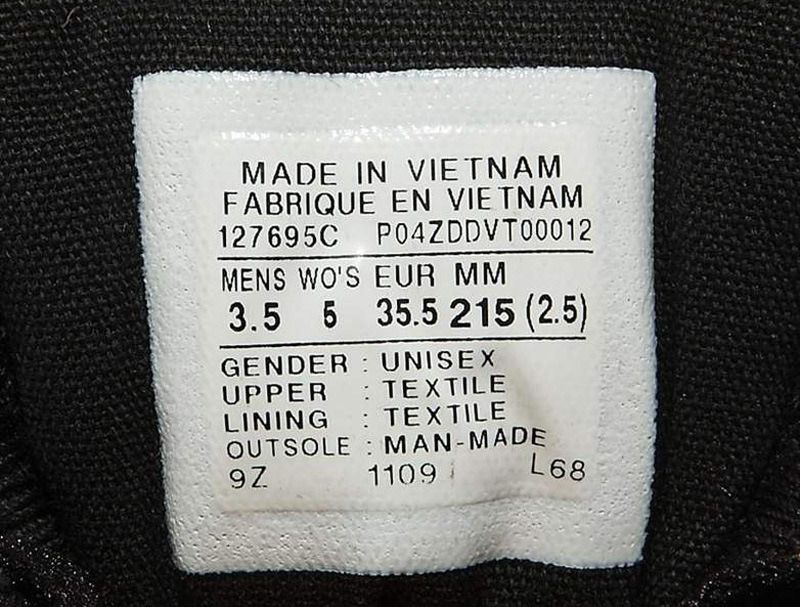 MADE IN VIETNAM
FABRIQUE EN VIETNAM
127695C P04ZDDVT00012
MENS WO'S EUR MM
3.5 5 35.5 215 (2.5)
GENDER : UNISEX
UPPER : TEXTILE
LINING : TEXTILE
OUTSOLE : MAN-MADE
9Z 1109 L68